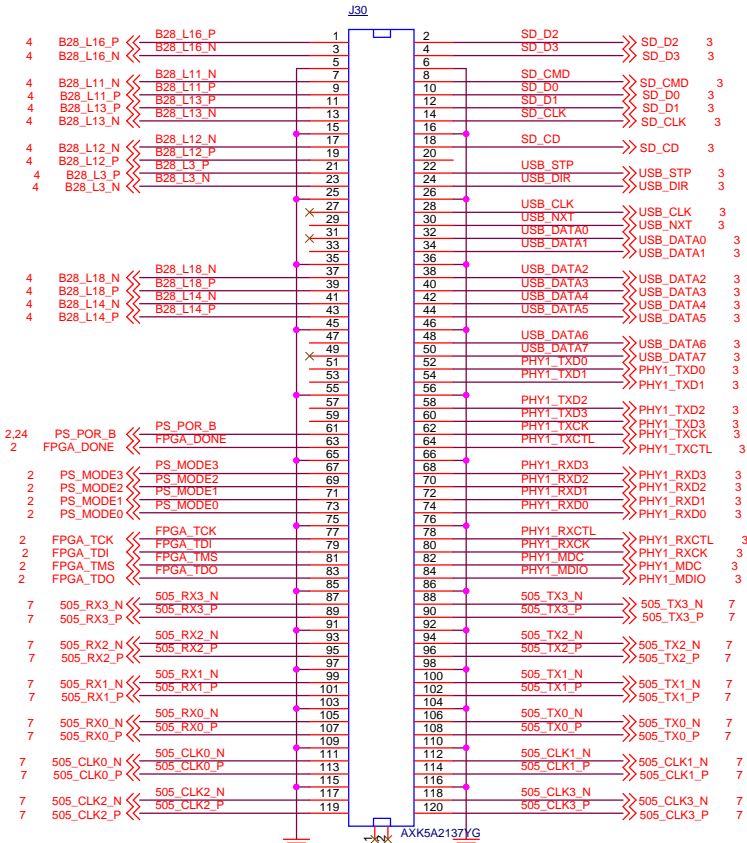 J30
4 B28_L16_P B28_L16_P 1 2 SD_D2 SD_D2 3
4 B28_L16_N B28_L16_N 3 4 SD_D3 SD_D3 3
5 6
4 B28_L11_N B28_L11_N 7 8 SD_CMD SD_CMD 3
4 B28_L11_P B28_L11_P 9 10 SD_D0 SD_D0 3
4 B28_L13_P B28_L13_P 11 12 SD_D1 SD_D1 3
4 B28_L13_N B28_L13_N 13 14 SD_CLK SD_CLK 3
15 16
4 B28_L12_N B28_L12_N 17 18 SD_CD SD_CD 3
4 B28_L12_P B28_L12_P 19 20
4 B28_L3_P B28_L3_P 21 22 USB_STP USB_STP 3
4 B28_L3_N B28_L3_N 23 24 USB_DIR USB_DIR 3
25 26
27 28 USB_CLK USB_CLK 3
29 30 USB_NXT USB_NXT 3
31 32 USB_DATA0 USB_DATA0 3
33 34 USB_DATA1 USB_DATA1 3
35 36
4 B28_L18_N B28_L18_N 37 38 USB_DATA2 USB_DATA2 3
4 B28_L18_P B28_L18_P 39 40 USB_DATA3 USB_DATA3 3
4 B28_L14_N B28_L14_N 41 42 USB_DATA4 USB_DATA4 3
4 B28_L14_P B28_L14_P 43 44 USB_DATA5 USB_DATA5 3
45 46
47 48 USB_DATA6 USB_DATA6 3
49 50 USB_DATA7 USB_DATA7 3
51 52 PHY1_TXD0 PHY1_TXD0 3
53 54 PHY1_TXD1 PHY1_TXD1 3
55 56
57 58 PHY1_TXD2 PHY1_TXD2 3
59 60 PHY1_TXD3 PHY1_TXD3 3
2,24 PS_POR_B PS_POR_B 61 62 PHY1_TXCK PHY1_TXCK 3
2 FPGA_DONE FPGA_DONE 63 64 PHY1_TXCTL PHY1_TXCTL 3
65 66
2 PS_MODE3 PS_MODE3 67 68 PHY1_RXD3 PHY1_RXD3 3
2 PS_MODE2 PS_MODE2 69 70 PHY1_RXD2 PHY1_RXD2 3
2 PS_MODE1 PS_MODE1 71 72 PHY1_RXD1 PHY1_RXD1 3
2 PS_MODE0 PS_MODE0 73 74 PHY1_RXD0 PHY1_RXD0 3
75 76
2 FPGA_TCK FPGA_TCK 77 78 PHY1_RXCTL PHY1_RXCTL 3
2 FPGA_TDI FPGA_TDI 79 80 PHY1_RXCK PHY1_RXCK 3
2 FPGA_TMS FPGA_TMS 81 82 PHY1_MDC PHY1_MDC 3
2 FPGA_TDO FPGA_TDO 83 84 PHY1_MDIO PHY1_MDIO 3
85 86
7 505_RX3_N 505_RX3_N 87 88 505_TX3_N 505_TX3_N 7
7 505_RX3_P 505_RX3_P 89 90 505_TX3_P 505_TX3_P 7
91 92
7 505_RX2_N 505_RX2_N 93 94 505_TX2_N 505_TX2_N 7
7 505_RX2_P 505_RX2_P 95 96 505_TX2_P 505_TX2_P 7
97 98
7 505_RX1_N 505_RX1_N 99 100 505_TX1_N 505_TX1_N 7
7 505_RX1_P 505_RX1_P 101 102 505_TX1_P 505_TX1_P 7
103 104
7 505_RX0_N 505_RX0_N 105 106 505_TX0_N 505_TX0_N 7
7 505_RX0_P 505_RX0_P 107 108 505_TX0_P 505_TX0_P 7
109 110
7 505_CLK0_N 505_CLK0_N 111 112 505_CLK1_N 505_CLK1_N 7
7 505_CLK0_P 505_CLK0_P 113 114 505_CLK1_P 505_CLK1_P 7
115 116
7 505_CLK2_N 505_CLK2_N 117 118 505_CLK3_N 505_CLK3_N 7
7 505_CLK2_P 505_CLK2_P 119 120 505_CLK3_P 505_CLK3_P 7
1 2 AXK5A2137YG